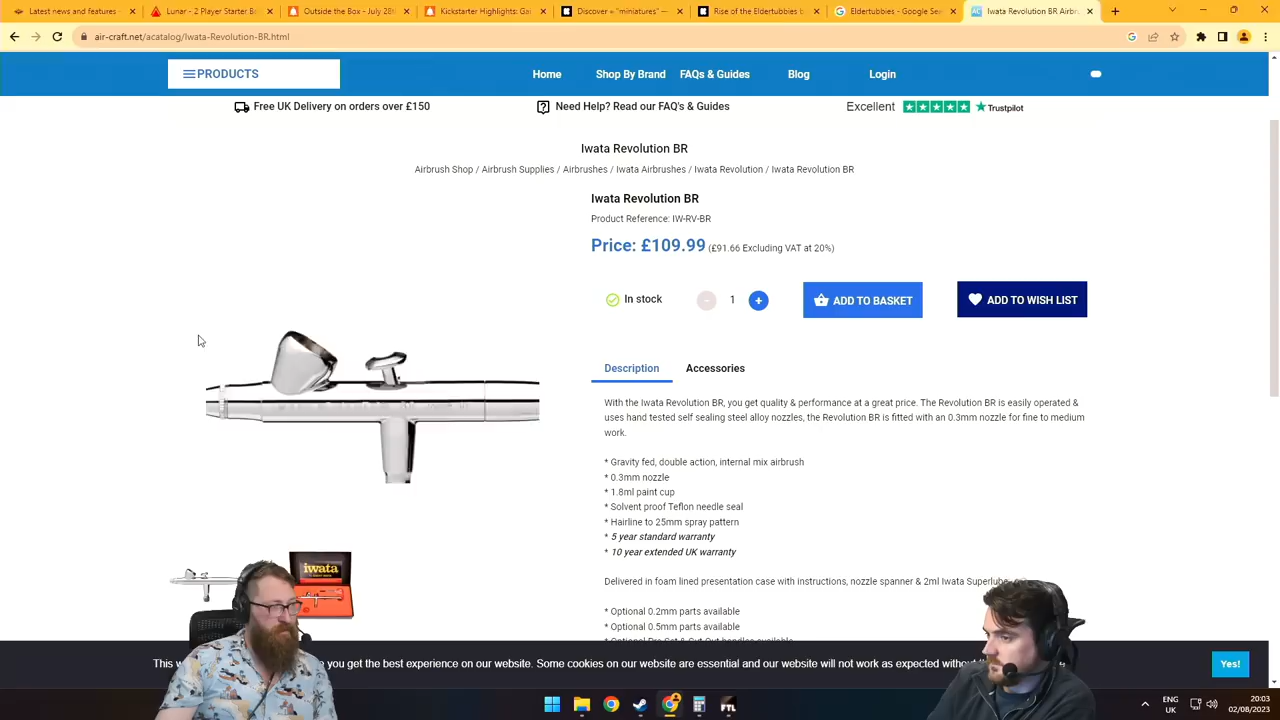 Latest features -
Lunar - 2 Player Starter Bo
Outside the Box - July 28th
Kickstarter Highlights: Gai
Discover » "miniatures" —
Rise of the Eldertubbies b
Eldertubbies - Google Sea
Iwata Revolution BR Airbr
air-craft.net/acatalog/Iwata-Revolution-BR.html
PRODUCTS
Home
Shop By Brand
FAQs & Guides
Blog
Login
Free UK Delivery on orders over £150
Need Help? Read our FAQ's & Guides
Excellent
Trustpilot
Iwata Revolution BR
Airbrush Shop / Airbrush Supplies / Airbrushes / Iwata Airbrushes / Iwata Revolution / Iwata Revolution BR
Iwata Revolution BR
Product Reference: IW-RV-BR
Price: £109.99 (£91.66 Excluding VAT at 20%)
In stock
- 1 +
ADD TO BASKET
ADD TO WISH LIST
Description
Accessories
With the Iwata Revolution BR, you get quality & performance at a great price. The Revolution BR is easily operated &
uses hand tested self sealing steel alloy nozzles, the Revolution BR is fitted with an 0.3mm nozzle for fine to medium
work.
* Gravity fed, double action, internal mix airbrush
* 0.3mm nozzle
* 1.8ml paint cup
* Solvent proof Teflon needle seal
* Hairline to 25mm spray pattern
* 5 year standard warranty
* 10 year extended UK warranty
iwata
Delivered in foam lined presentation case with instructions, nozzle spanner & 2ml Iwata Superlube
* Optional 0.2mm parts available
* Optional 0.5mm parts available
This w you get the best experience on our website. Some cookies on our website are essential and our website will not work as expected
Yes!
FTL
ENG
UK
20:03
02/08/2023